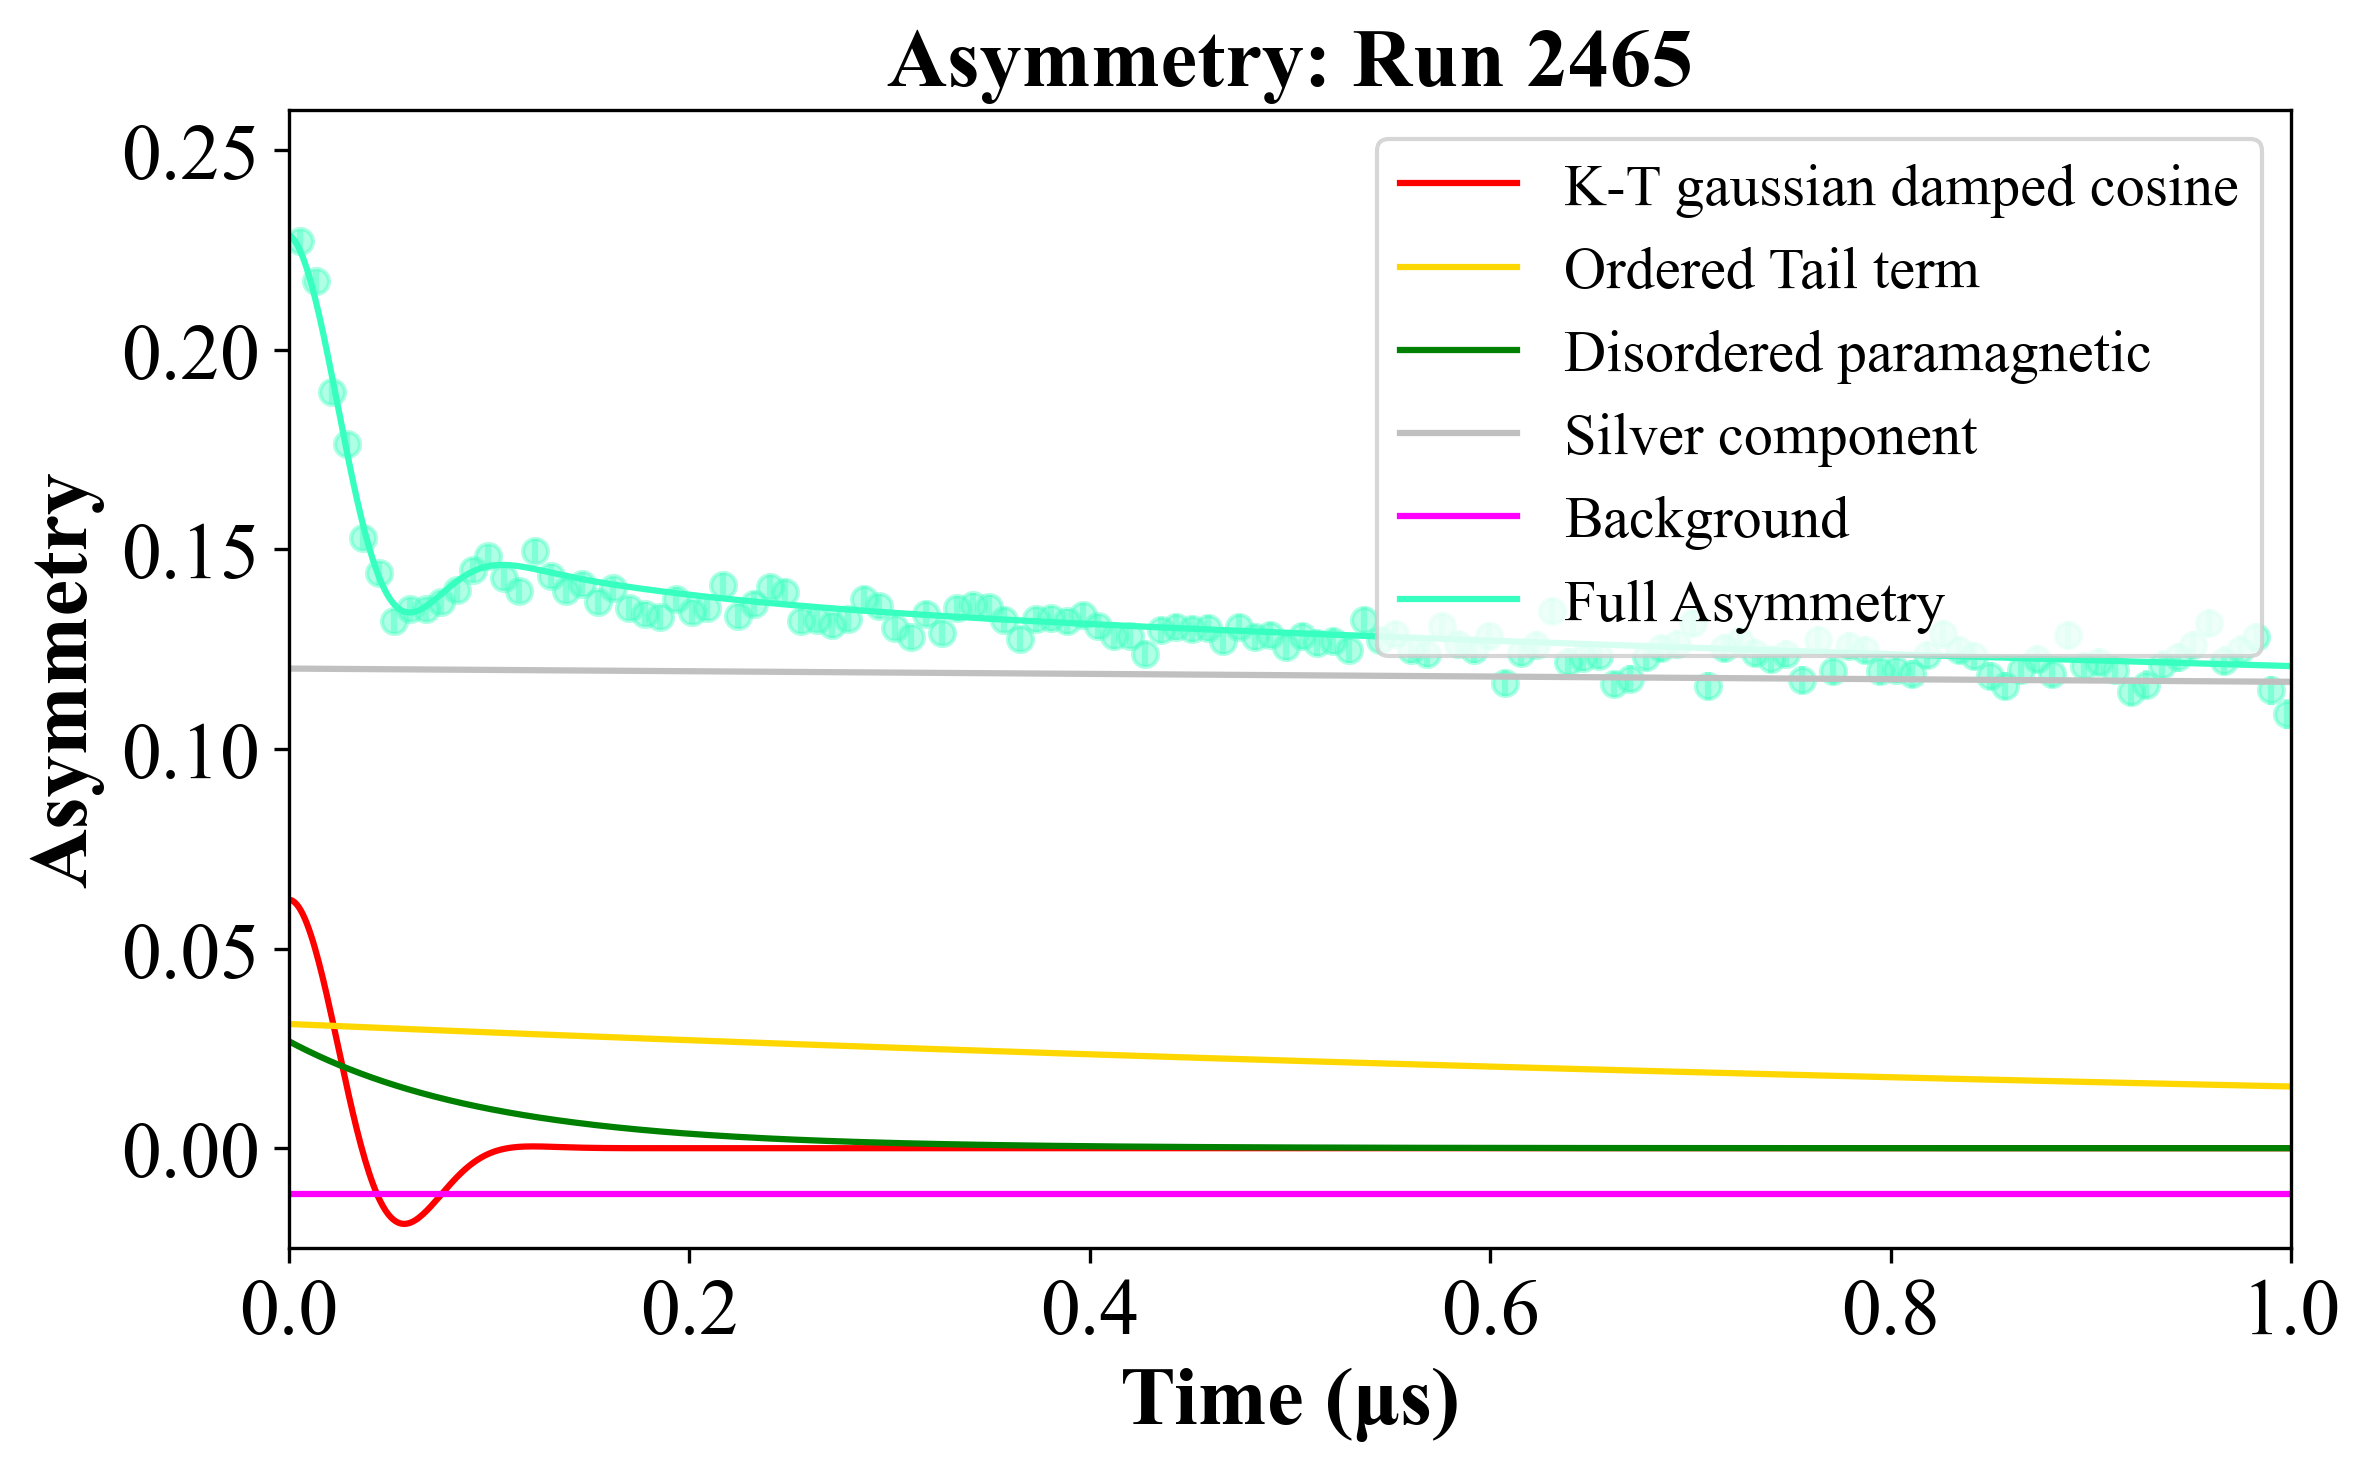 Asymmetry: Run 2465
0.25
0.20
0.15
0.10
0.05
0.00
Asymmetry
K-T gaussian damped cosine
Ordered Tail term
Disordered paramagnetic
Silver component
Background
Full Asymmetry
0.0 0.2 0.4 0.6 0.8 1.0
Time (μs)